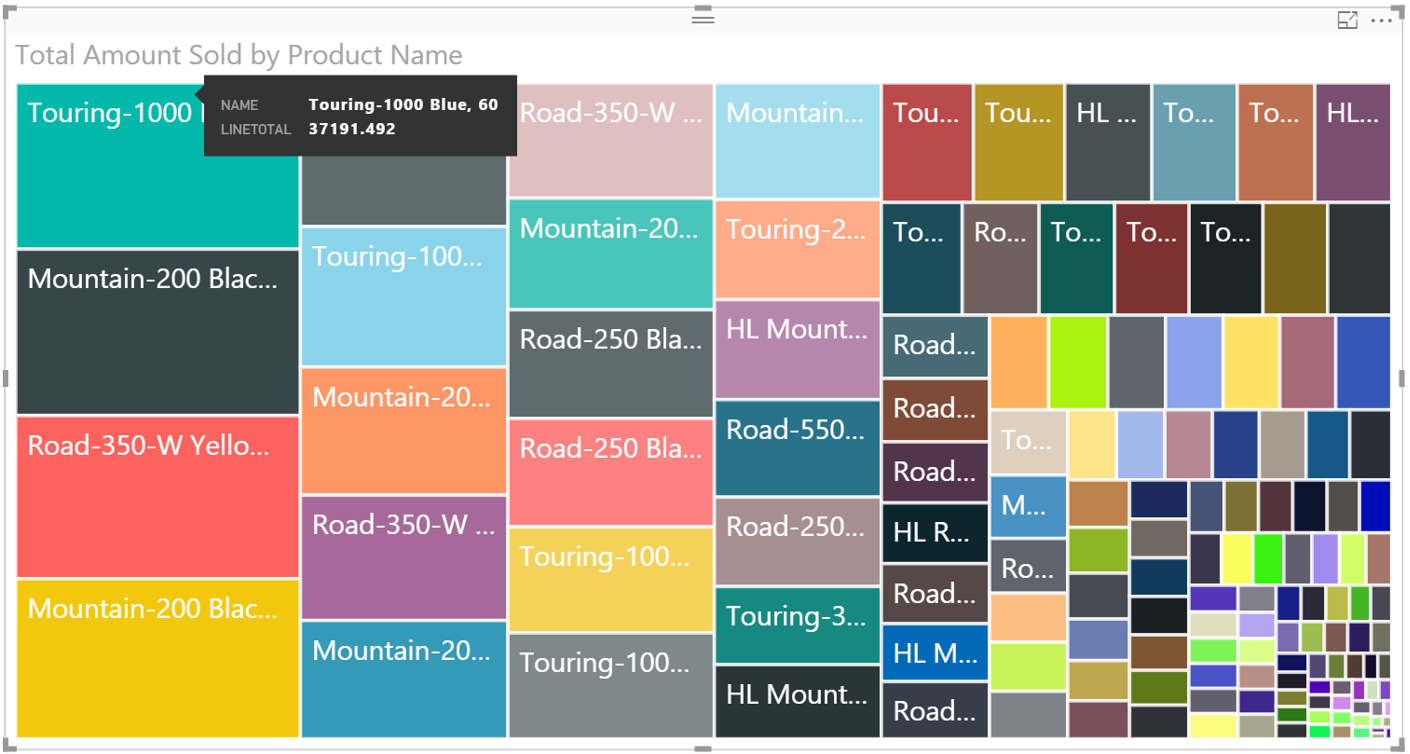 Total Amount Sold by Product Name
Touring-1000
NAME Touring-1000 Blue, 60
LINETOTAL 37191.492
Mountain-200 Blac...
Road-350-W Yello...
Mountain-200 Blac...
Touring-100...
Mountain-20...
Road-350-W ...
Mountain-20...
Road-350-W ...
Mountain-20...
Road-250 Bla...
Road-250 Bla...
Touring-100...
Touring-100...
Mountain...
Touring-2...
HL Mount...
Road-550...
Road-250...
Touring-3...
HL Mount...
Tou...
Tou...
HL ...
To...
To...
HL...
To...
Ro...
To...
To...
To...
Road...
Road...
Road...
HL R...
Road...
HL M...
Road...
To...
M...
Ro...